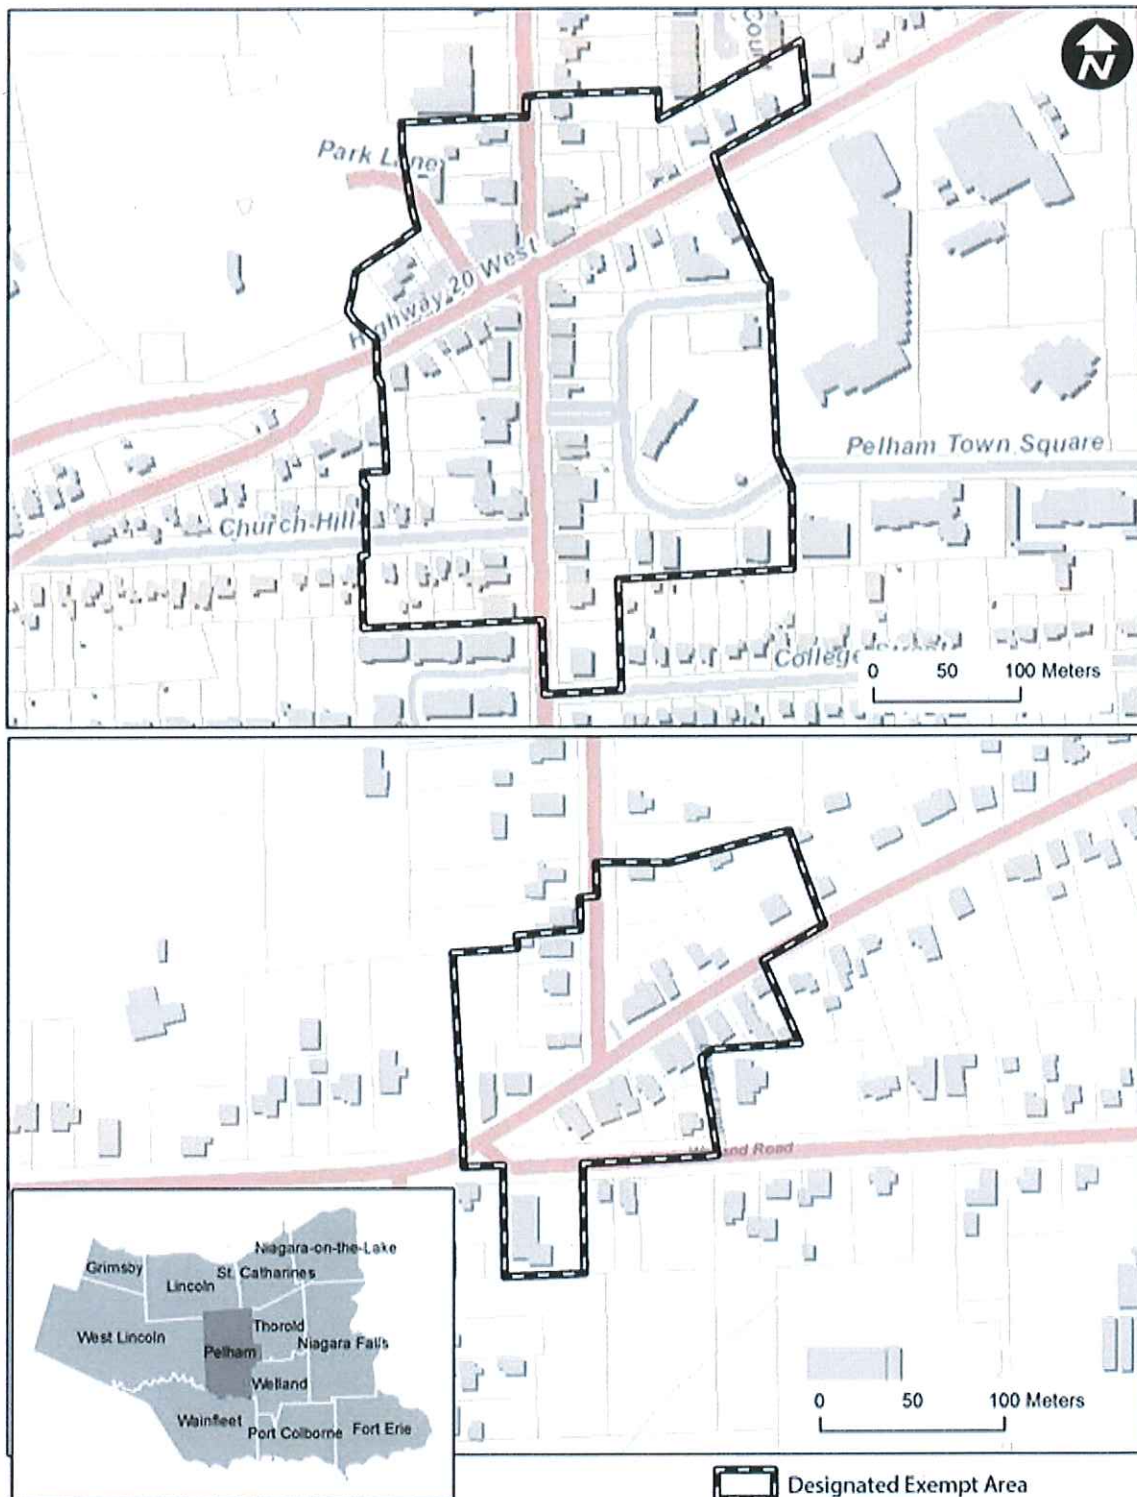 Court
N
Park Lane
Highway 20 West
Pelham Town Square
Church Hill
College
0 50 100 Meters
Road
Niagara-on-the-Lake
Grimsby
St. Catharines
Lincoln
Thorold
West Lincoln
Niagara Falls
Pelham
Welland
Wainfleet
Port Colborne
Fort Erie
0 50 100 Meters
Designated Exempt Area